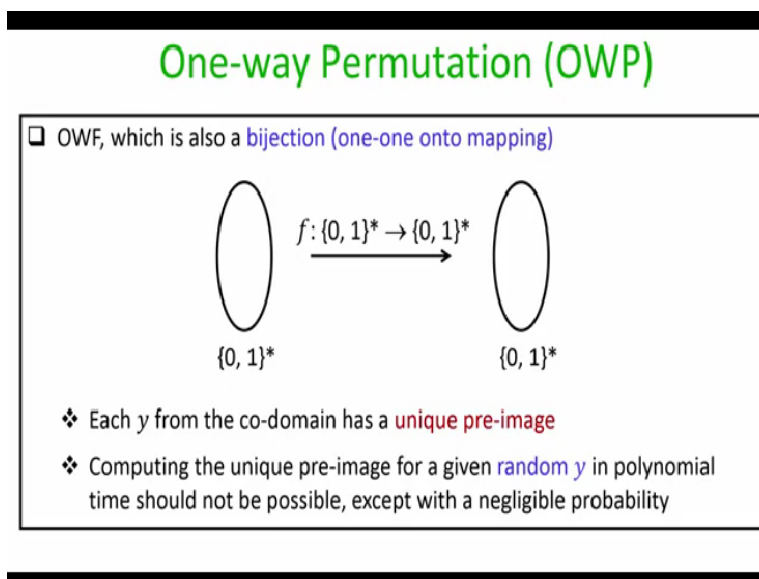 One-way Permutation (OWP)
❑ OWF, which is also a bijection (one-one onto mapping)
f: {0, 1}* → {0, 1}*
{0, 1}* {0, 1}*
❖ Each y from the co-domain has a unique pre-image
❖ Computing the unique pre-image for a given random y in polynomial
time should not be possible, except with a negligible probability